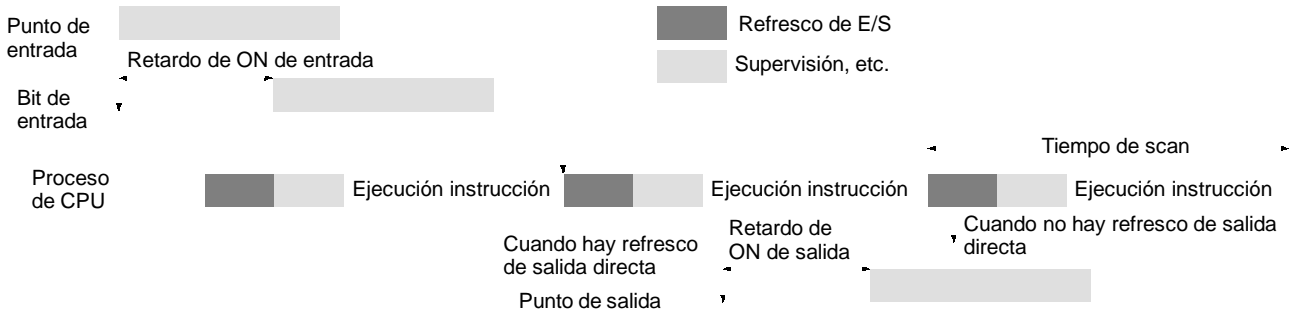 Punto de
entrada
Refresco de E/S
Retardo de ON de entrada
Supervisión, etc.
Bit de
entrada
Tiempo de scan
Proceso
de CPU
Ejecución instrucción
Ejecución instrucción
Ejecución instrucción
Cuando hay refresco
de salida directa
Retardo de
ON de salida
Cuando no hay refresco de salida
directa
Punto de salida